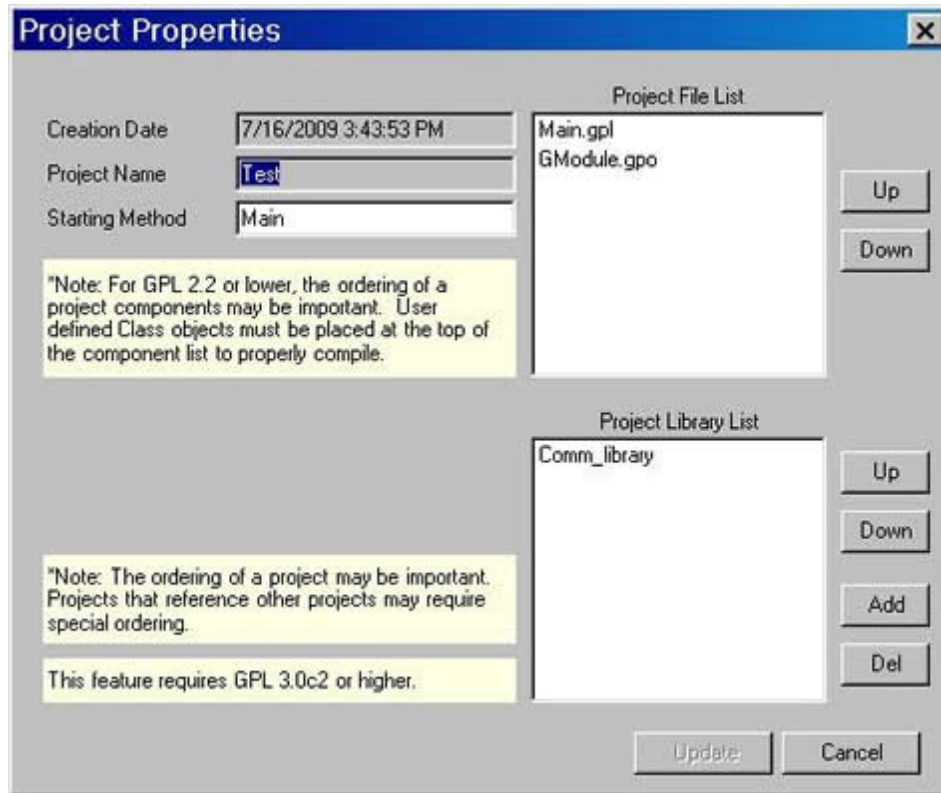 Project Properties
Creation Date
7/16/2009 3:43:53 PM
Project Name
Test
Starting Method
Main
"Note: For GPL 2.2 or lower, the ordering of a
project components may be important. User
defined Class objects must be placed at the top of
the component list to properly compile.
Project File List
Main.gpl
GModule.gpo
Up
Down
Project Library List
Comm_library
Up
Down
Add
Del
"Note: The ordering of a project may be important.
Projects that reference other projects may require
special ordering.
This feature requires GPL 3.0c2 or higher.
Update
Cancel